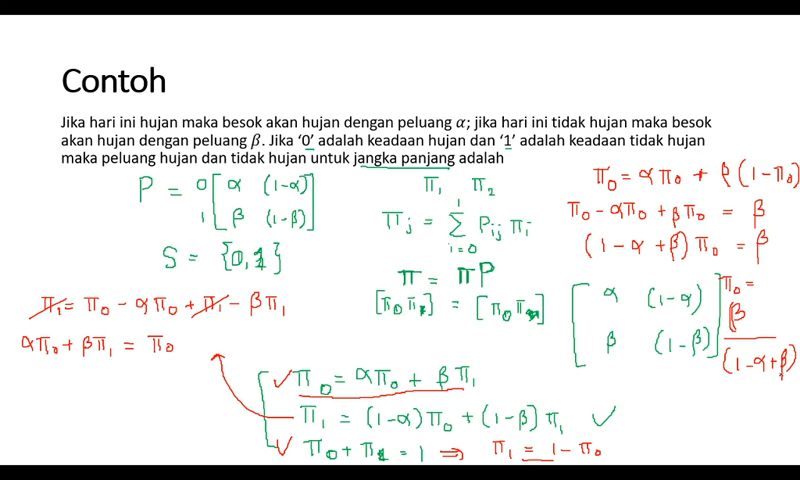 Contoh
Jika hari ini hujan maka besok akan hujan dengan peluang α; jika hari ini tidak hujan maka besok
akan hujan dengan peluang β. Jika '0' adalah keadaan hujan dan '1' adalah keadaan tidak hujan
maka peluang hujan dan tidak hujan untuk jangka panjang adalah
P = 0 [ α (1-α)
1 β (1-β) ]
S = {0,1}
π₁ π₂
πⱼ = Σ_{i=0}^{1} Pᵢⱼ πᵢ
π = πP
[π₀ π₁] = [π₀ π₁] [ α (1-α)
β (1-β) ]
π₀ = απ₀ + βπ₁
π₁ = (1-α)π₀ + (1-β)π₁ ✓
π₀ + π₁ = 1 ⇒ π₁ = 1 - π₀
π₁ = π₀ - απ₀ + π₁ - βπ₁
απ₀ + βπ₁ = π₀
π₀ = απ₀ + β(1-π₀)
π₀ - απ₀ + βπ₀ = β
(1-α+β)π₀ = β
π₀ =
β
(1-α+β)